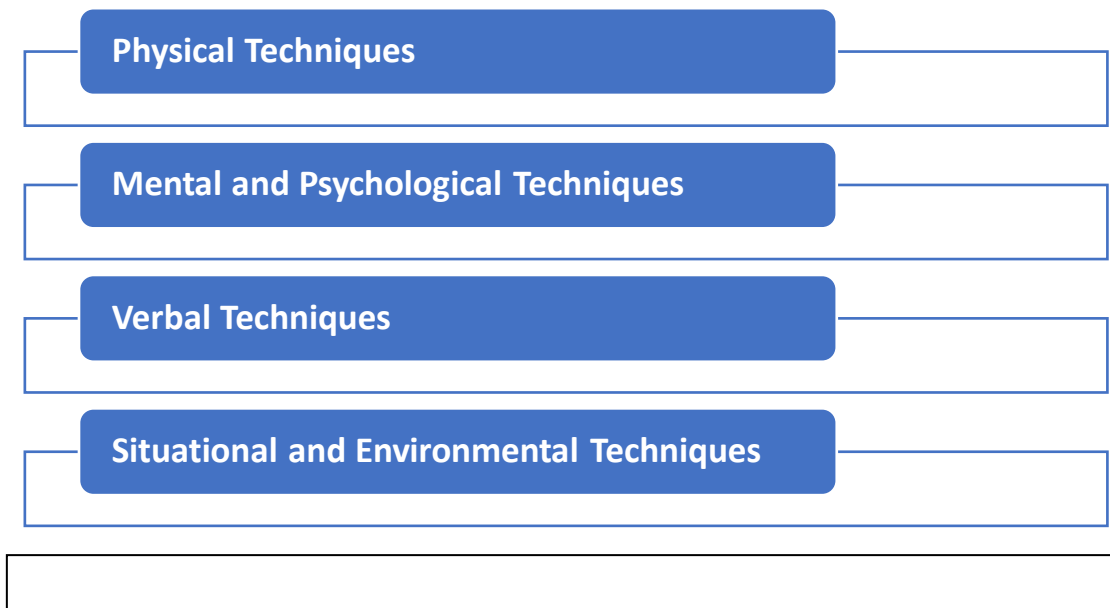 Physical Techniques
Mental and Psychological Techniques
Verbal Techniques
Situational and Environmental Techniques